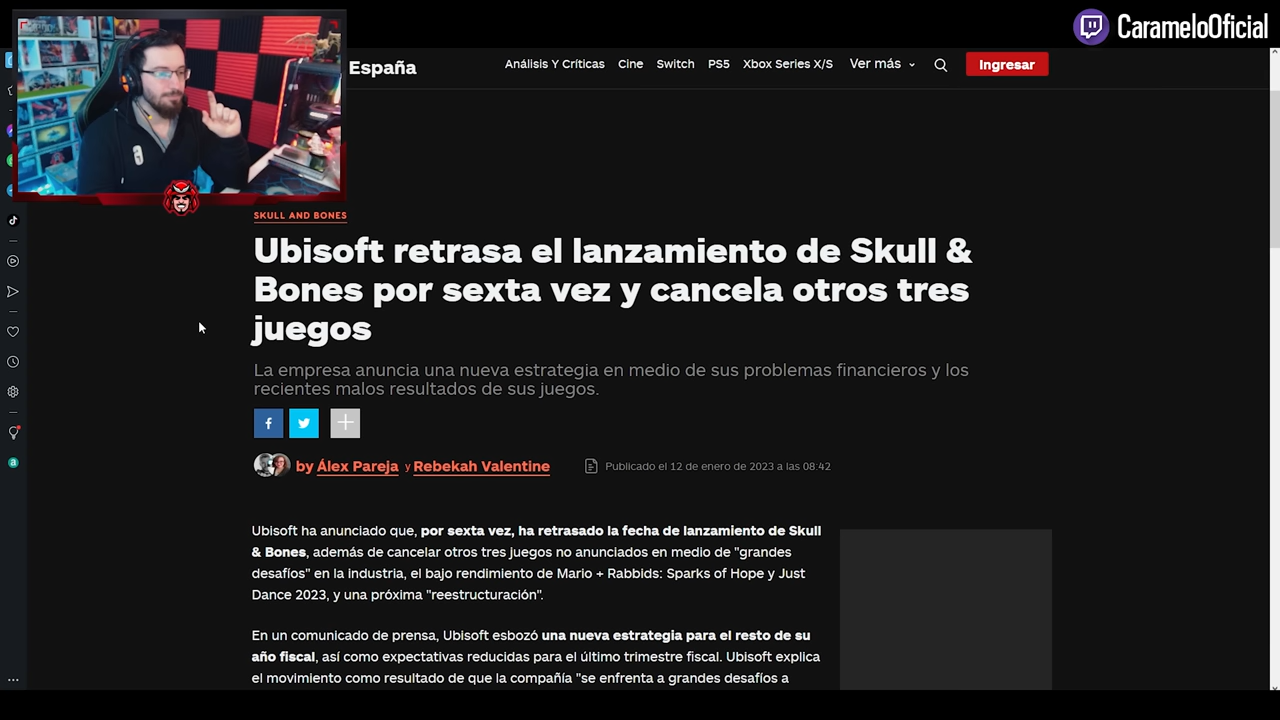 CarameloOficial
España
Análisis Y Críticas Cine Switch PS5 Xbox Series X/S Ver más Ingresar
SKULL AND BONES
Ubisoft retrasa el lanzamiento de Skull &
Bones por sexta vez y cancela otros tres
juegos
La empresa anuncia una nueva estrategia en medio de sus problemas financieros y los
recientes malos resultados de sus juegos.
by Álex Pareja y Rebekah Valentine Publicado el 12 de enero de 2023 a las 08:42
Ubisoft ha anunciado que, por sexta vez, ha retrasado la fecha de lanzamiento de Skull
& Bones, además de cancelar otros tres juegos no anunciados en medio de "grandes
desafíos" en la industria, el bajo rendimiento de Mario + Rabbids: Sparks of Hope y Just
Dance 2023, y una próxima "reestructuración".
En un comunicado de prensa, Ubisoft esbozó una nueva estrategia para el resto de su
año fiscal, así como expectativas reducidas para el último trimestre fiscal. Ubisoft explica
el movimiento como resultado de que la compañía "se enfrenta a grandes desafíos a